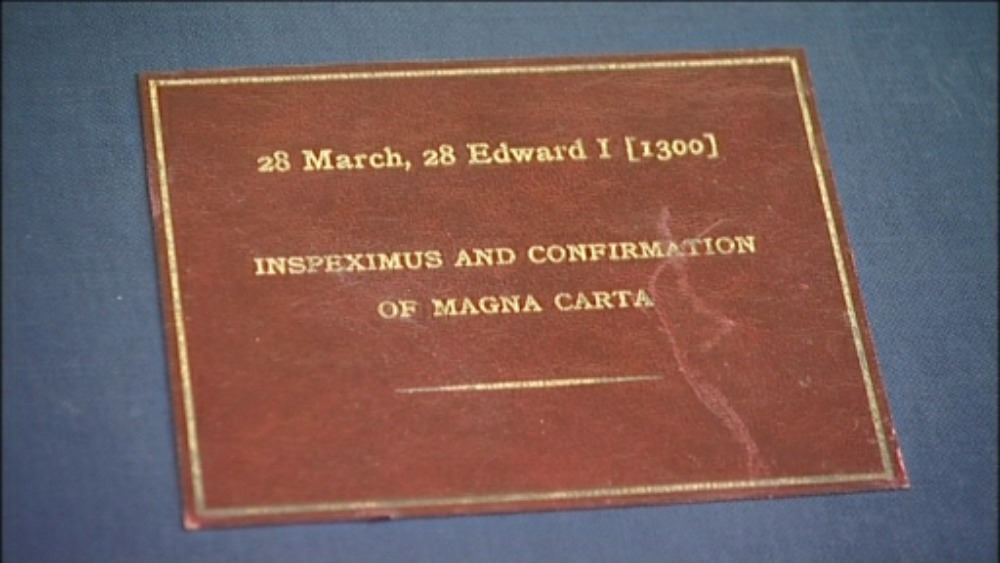 28 March, 28 Edward I [1300]
INSPEXIMUS AND CONFIRMATION
OF MAGNA CARTA